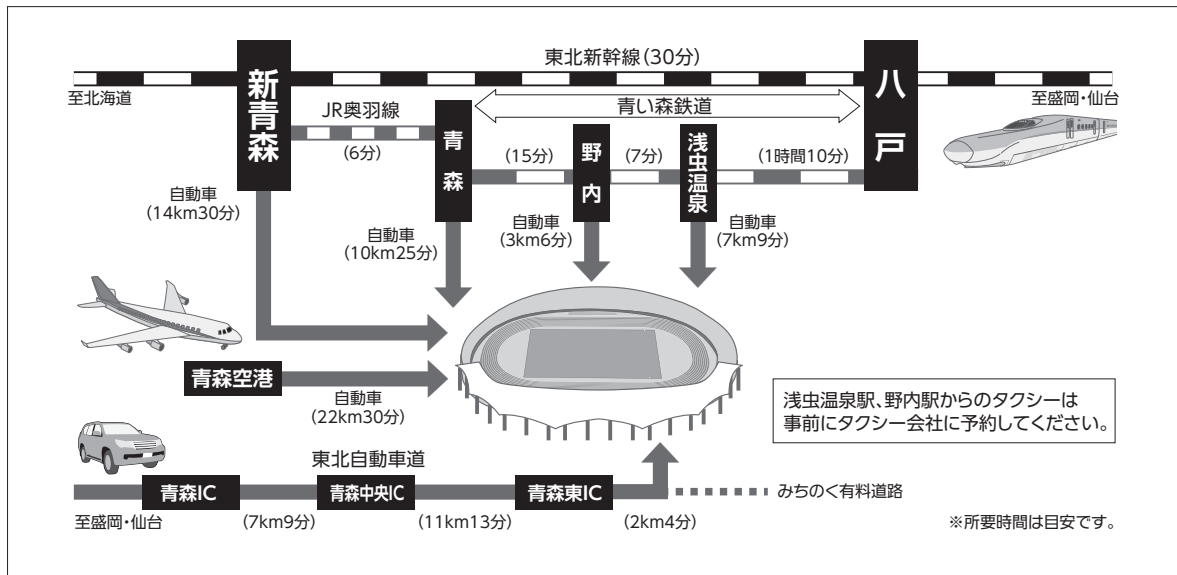 東北新幹線(30分)
新青森
八戸
至北海道
至盛岡・仙台
青い森鉄道
JR奥羽線
(6分)
青森
(15分)
野内
(7分)
浅虫温泉
(1時間10分)
自動車
(14km30分)
自動車
(10km25分)
自動車
(3km6分)
自動車
(7km9分)
青森空港
自動車
(22km30分)
浅虫温泉駅、野内駅からのタクシーは
事前にタクシー会社に予約してください。
東北自動車道
青森IC
青森中央IC
青森東IC
みちのく有料道路
至盛岡・仙台
(7km9分)
(11km13分)
(2km4分)
※所要時間は目安です。